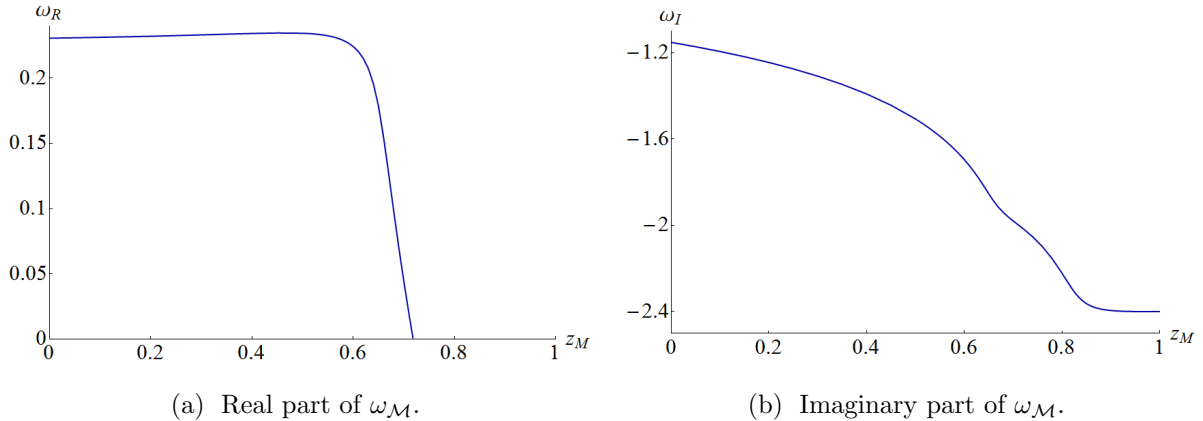 ω_R
0.2
0.15
0.1
0.05
0
0 0.2 0.4 0.6 0.8 1 z_M
(a) Real part of ω_ℳ.
ω_I
−1.2
−1.6
−2
−2.4
0 0.2 0.4 0.6 0.8 1 z_M
(b) Imaginary part of ω_ℳ.